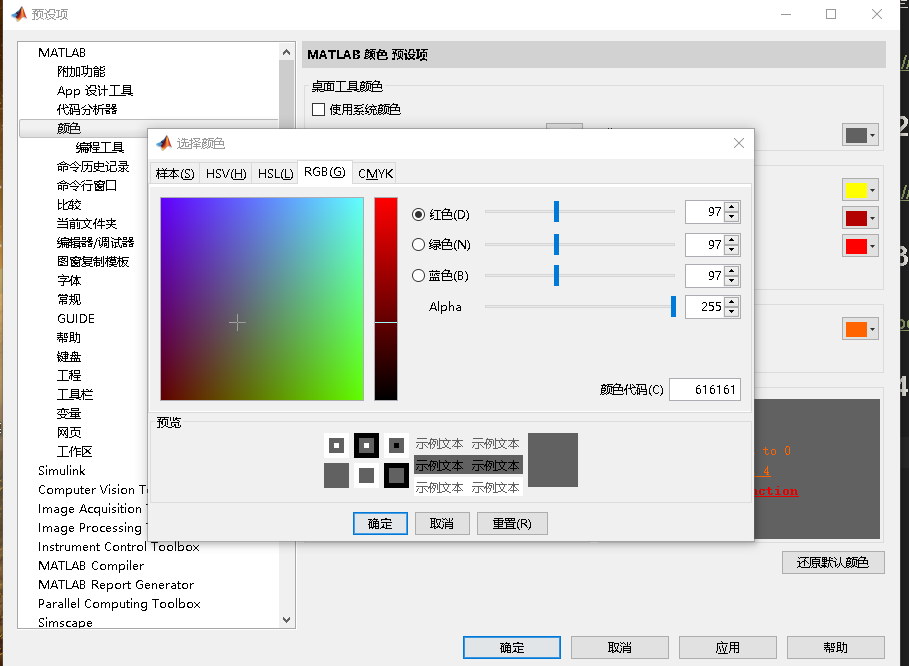 预设项
MATLAB
附加功能
App 设计工具
代码分析器
颜色
编程工具
命令历史记录
命令行窗口
比较
当前文件夹
编辑器/调试器
图窗复制模板
字体
常规
GUIDE
帮助
键盘
工程
工具栏
变量
网页
工作区
Simulink
Computer Vision T
Image Acquisition
Image Processing
Instrument Control Toolbox
MATLAB Compiler
MATLAB Report Generator
Parallel Computing Toolbox
Simscape
MATLAB 颜色 预设项
桌面工具颜色
使用系统颜色
选择颜色
样本(S) HSV(H) HSL(L) RGB(G) CMYK
红色(D) 97
绿色(N) 97
蓝色(B) 97
Alpha 255
颜色代码(C) 616161
预览
示例文本 示例文本
示例文本 示例文本
示例文本 示例文本
确定 取消 重置(R)
to 0
4
nction
还原默认颜色
确定 取消 应用 帮助
//
2
//
3
4